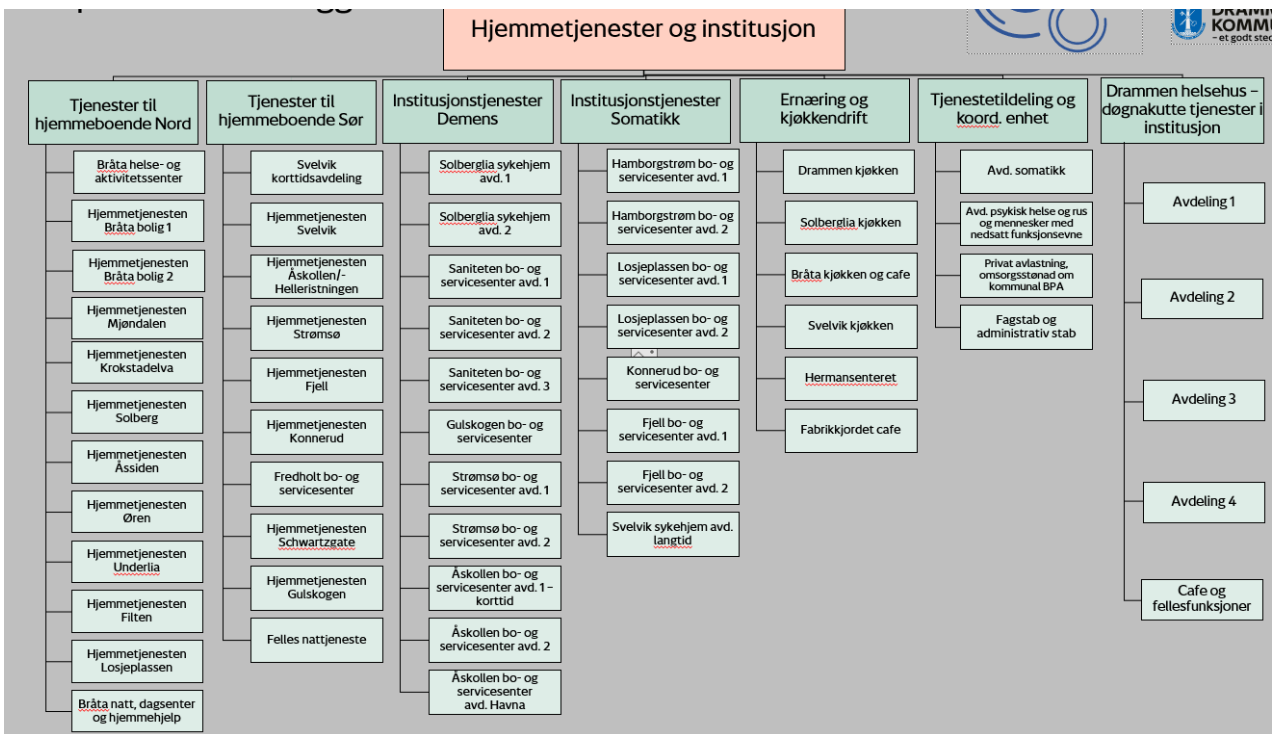 Hjemmetjenester og institusjon
KOMMU
– et godt sted
Tjenester til
hjemmeboende Nord
Bråta helse- og
aktivitetssenter
Hjemmetjenesten
Bråta bolig 1
Hjemmetjenesten
Bråta bolig 2
Hjemmetjenesten
Mjøndalen
Hjemmetjenesten
Krokstadelva
Hjemmetjenesten
Solberg
Hjemmetjenesten
Åssiden
Hjemmetjenesten
Øren
Hjemmetjenesten
Underlia
Hjemmetjenesten
Filten
Hjemmetjenesten
Losjeplassen
Bråta natt, dagsenter
og hjemmehjelp
Tjenester til
hjemmeboende Sør
Svelvik
korttidsavdeling
Hjemmetjenesten
Svelvik
Hjemmetjenesten
Åskollen/-
Helleristningen
Hjemmetjenesten
Strømsø
Hjemmetjenesten
Fjell
Hjemmetjenesten
Konnerud
Fredholt bo- og
servicesenter
Hjemmetjenesten
Schwartzgate
Hjemmetjenesten
Gulskogen
Felles nattjeneste
Institusjonstjenester
Demens
Solberglia sykehjem
avd. 1
Solberglia sykehjem
avd. 2
Saniteten bo- og
servicesenter avd. 1
Saniteten bo- og
servicesenter avd. 2
Saniteten bo- og
servicesenter avd. 3
Gulskogen bo- og
servicesenter
Strømsø bo- og
servicesenter avd. 1
Strømsø bo- og
servicesenter avd. 2
Åskollen bo- og
servicesenter avd. 1 –
korttid
Åskollen bo- og
servicesenter avd. 2
Åskollen bo- og
servicesenter
avd. Havna
Institusjonstjenester
Somatikk
Hamborgstrøm bo- og
servicesenter avd. 1
Hamborgstrøm bo- og
servicesenter avd. 2
Losjeplassen bo- og
servicesenter avd. 1
Losjeplassen bo- og
servicesenter avd. 2
Konnerud bo- og
servicesenter
Fjell bo- og
servicesenter avd. 1
Fjell bo- og
servicesenter avd. 2
Svelvik sykehjem avd.
langtid
Ernæring og
kjøkkendrift
Drammen kjøkken
Solberglia kjøkken
Bråta kjøkken og cafe
Svelvik kjøkken
Hermansenteret
Fabrikkjordet cafe
Tjenestetildeling og
koord. enhet
Avd. somatikk
Avd. psykisk helse og rus
og mennesker med
nedsatt funksjonsevne
Privat avlastning,
omsorgsstønad om
kommunal BPA
Fagstab og
administrativ stab
Drammen helsehus –
døgnakutte tjenester i
institusjon
Avdeling 1
Avdeling 2
Avdeling 3
Avdeling 4
Cafe og
fellesfunksjoner